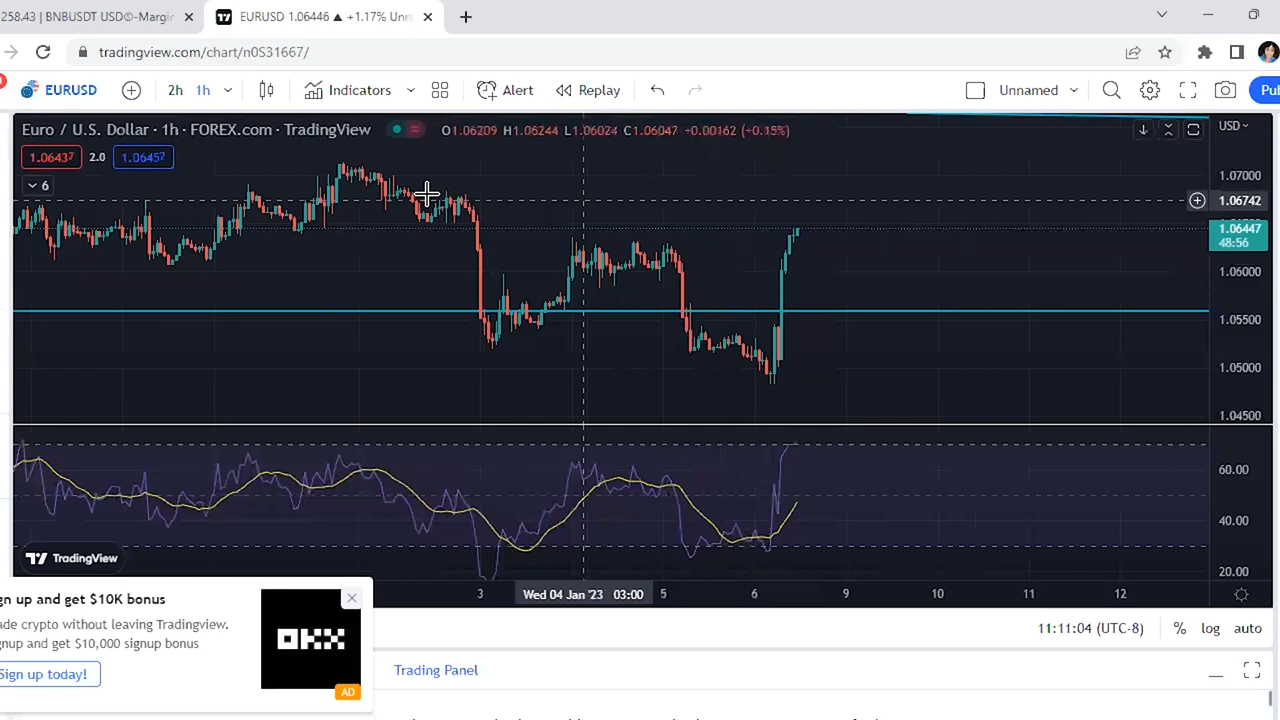 258.43 | BNBUSDT USD©-Margin
EURUSD 1.06446 ▲ +1.17% Unn
tradingview.com/chart/n0S31667/
EURUSD 2h 1h Indicators Alert Replay Unnamed Pu
Euro / U.S. Dollar · 1h · FOREX.com · TradingView O1.06209 H1.06244 L1.06024 C1.06047 −0.00162 (+0.15%) USD
1.06437 2.0 1.06457
6
1.07000
1.06742
1.06447
48:56
1.06000
1.05500
1.05000
1.04500
60.00
40.00
20.00
TradingView
3 Wed 04 Jan '23 03:00 5 6 9 10 11 12
11:11:04 (UTC-8) % log auto
gn up and get $10K bonus
ade crypto without leaving Tradingview.
gnup and get $10,000 signup bonus
Sign up today!
OKX
AD
Trading Panel